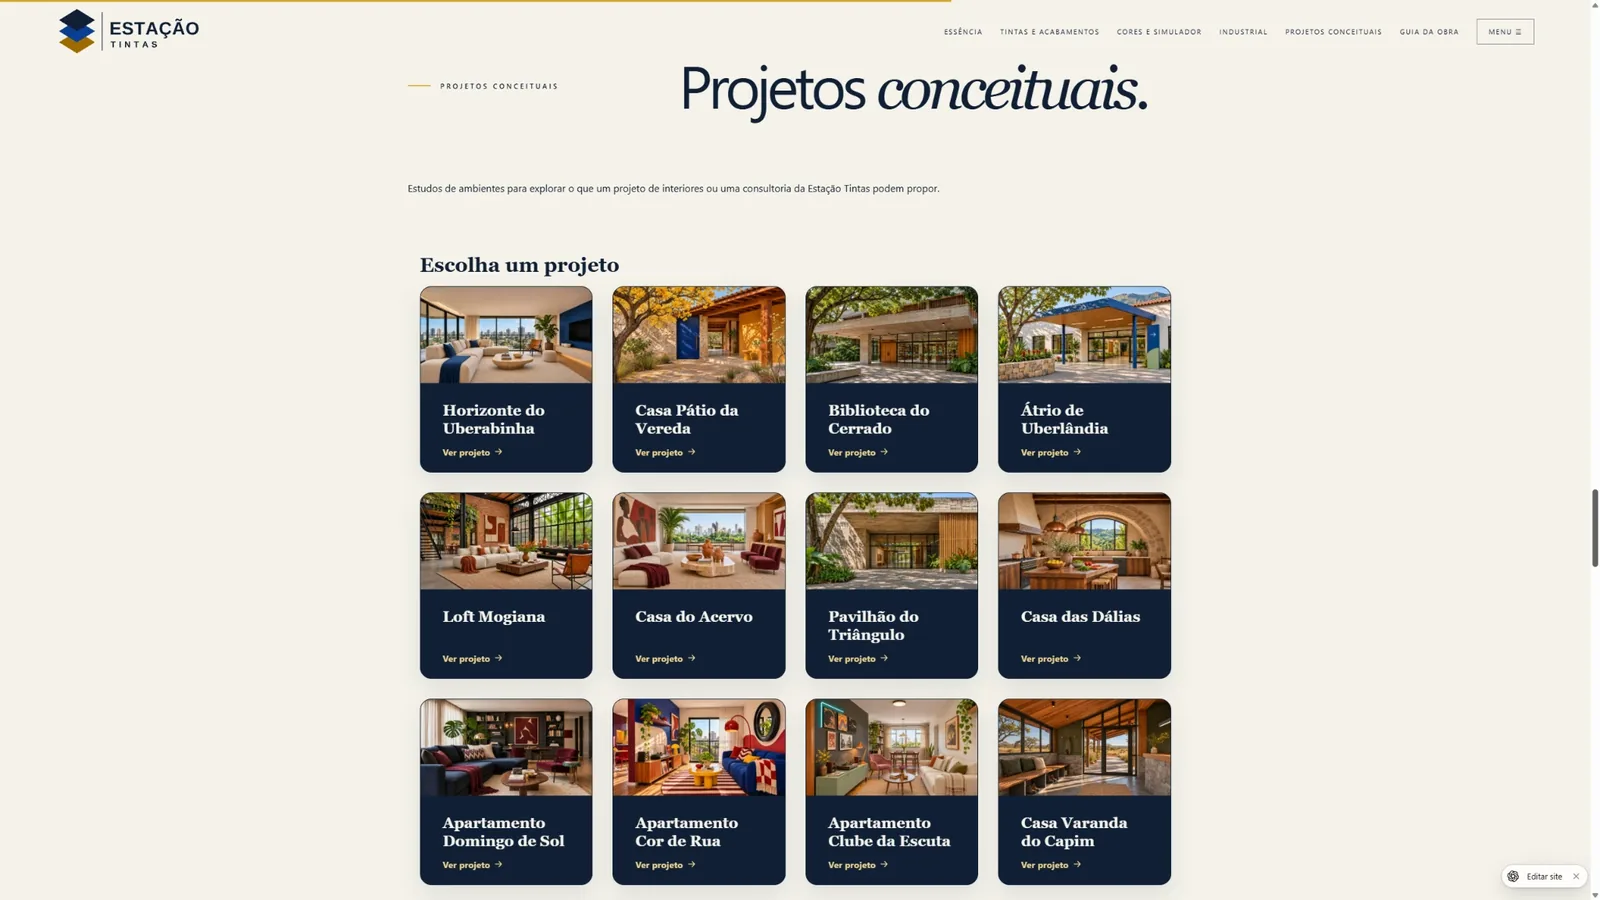 ESTAÇÃO
TINTAS
ESSÊNCIA
TINTAS E ACABAMENTOS
CORES E SIMULADOR
INDUSTRIAL
PROJETOS CONCEITUAIS
GUIA DA OBRA
MENU ☰
PROJETOS CONCEITUAIS
Projetos conceituais.
Estudos de ambientes para explorar o que um projeto de interiores ou uma consultoria da Estação Tintas podem propor.
Escolha um projeto
Horizonte do
Uberabinha
Ver projeto →
Casa Pátio da
Vereda
Ver projeto →
Biblioteca do
Cerrado
Ver projeto →
Átrio de
Uberlândia
Ver projeto →
Loft Mogiana
Ver projeto →
Casa do Acervo
Ver projeto →
Pavilhão do
Triângulo
Ver projeto →
Casa das Dálias
Ver projeto →
Apartamento
Domingo de Sol
Ver projeto →
Apartamento
Cor de Rua
Ver projeto →
Apartamento
Clube da Escuta
Ver projeto →
Casa Varanda
do Capim
Ver projeto →
Editar site ×